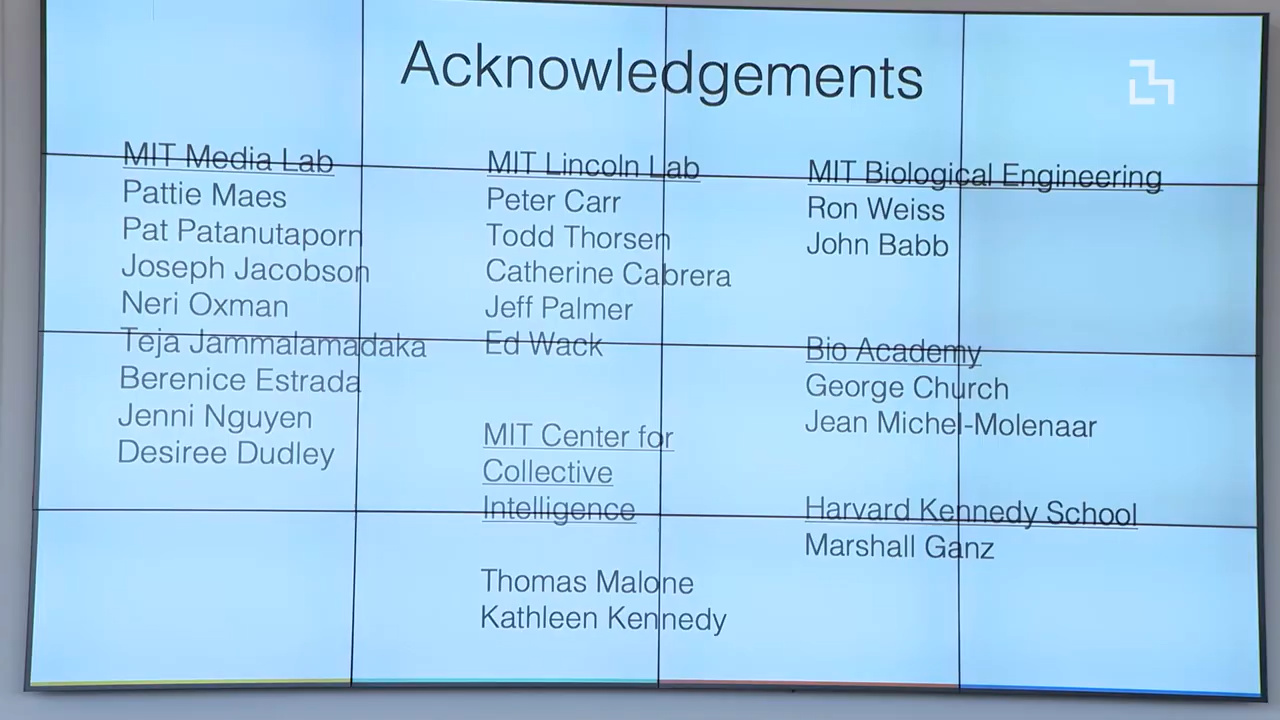 Acknowledgements
MIT Media Lab
Pattie Maes
Pat Patanutaporn
Joseph Jacobson
Neri Oxman
Teja Jammalamadaka
Berenice Estrada
Jenni Nguyen
Desiree Dudley
MIT Lincoln Lab
Peter Carr
Todd Thorsen
Catherine Cabrera
Jeff Palmer
Ed Wack
MIT Center for
Collective
Intelligence
Thomas Malone
Kathleen Kennedy
MIT Biological Engineering
Ron Weiss
John Babb
Bio Academy
George Church
Jean Michel-Molenaar
Harvard Kennedy School
Marshall Ganz